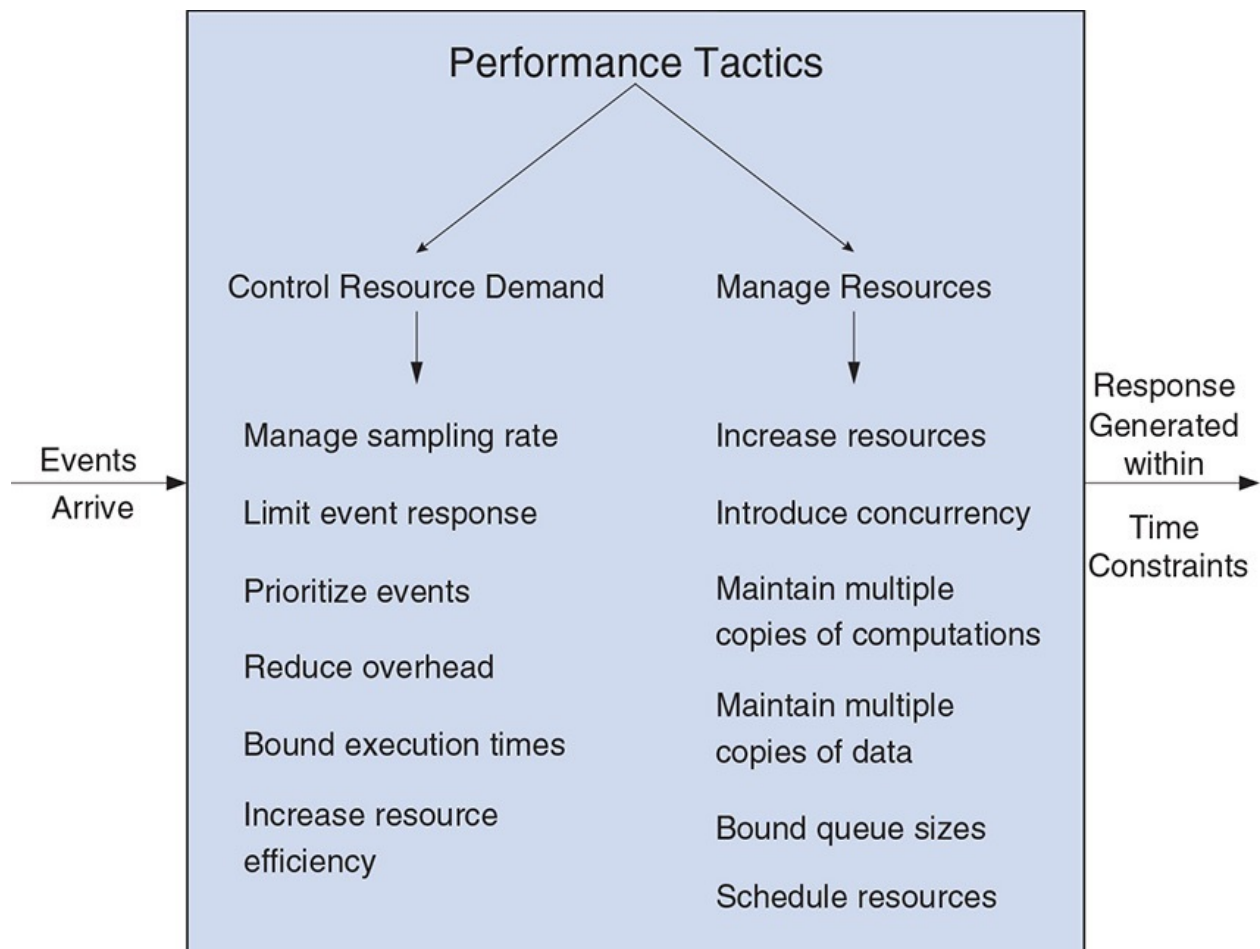 Performance Tactics
Control Resource Demand
Manage Resources
Events
Arrive
Manage sampling rate
Limit event response
Prioritize events
Reduce overhead
Bound execution times
Increase resource
efficiency
Increase resources
Introduce concurrency
Maintain multiple
copies of computations
Maintain multiple
copies of data
Bound queue sizes
Schedule resources
Response
Generated
within
Time
Constraints